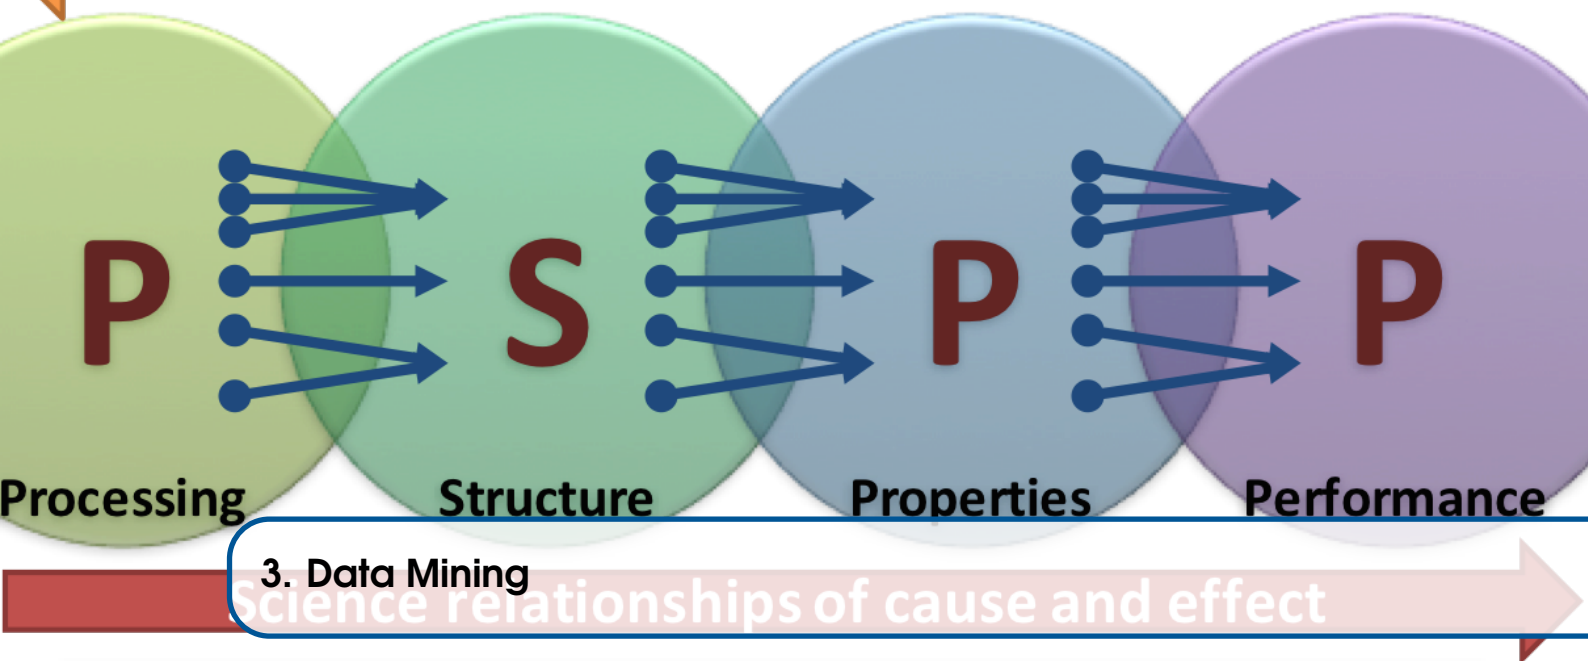 P S P P
Processing Structure Properties Performance
3. Data Mining
Science relationships of cause and effect